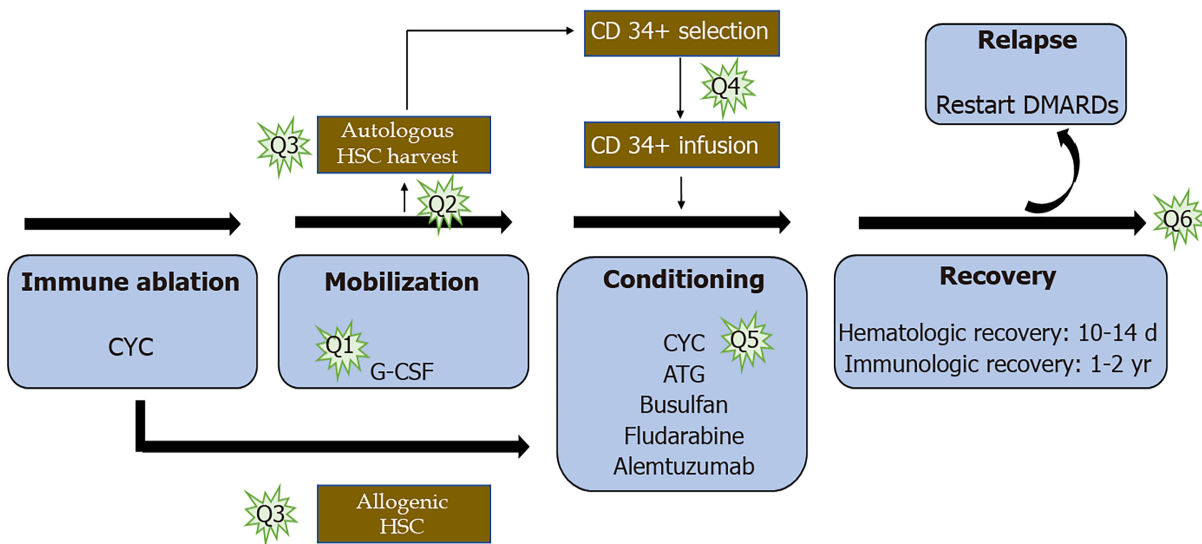 CD 34+ selection
Q4
CD 34+ infusion
Q3
Autologous
HSC harvest
Q2
Relapse
Restart DMARDs
Q6
Immune ablation
CYC
Mobilization
Q1
G-CSF
Conditioning
CYC
Q5
ATG
Busulfan
Fludarabine
Alemtuzumab
Recovery
Hematologic recovery: 10-14 d
Immunologic recovery: 1-2 yr
Q3
Allogenic
HSC